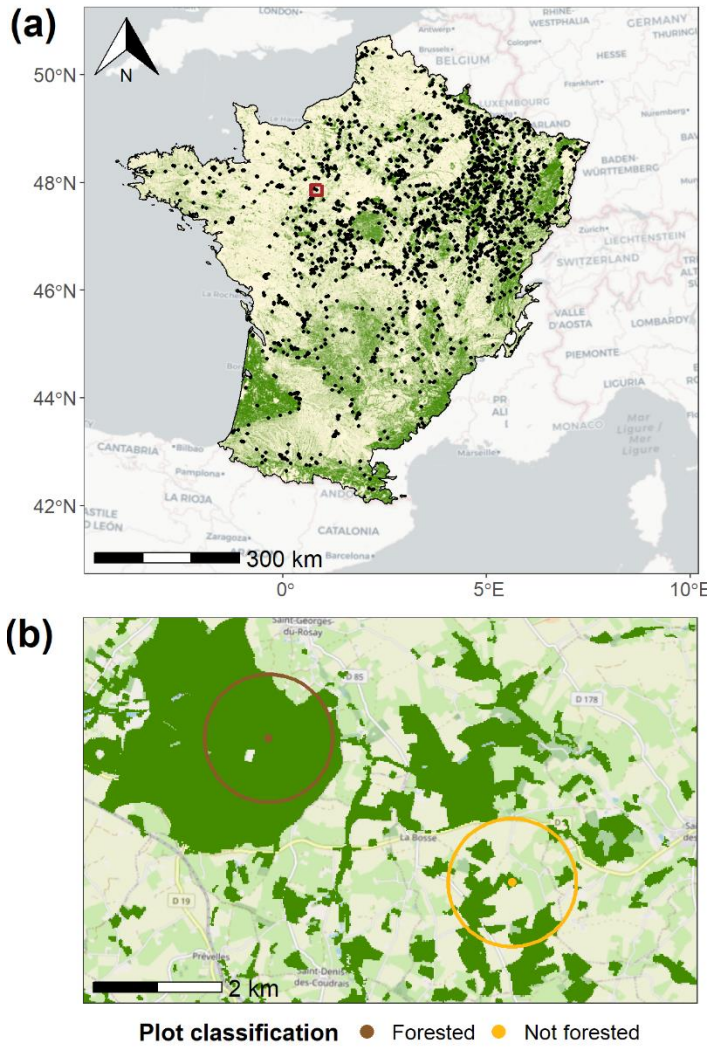 (a)
N
LONDON
Antwerp
Brussels
BELGIUM
Cologne
RHINE-
WESTPHALIA
GERMANY
THURING
HESSE
Frankfurt
LUXEMBOURG
Nuremberg
BADEN-
WÜRTTEMBERG
Zurich
LIECHTENSTEIN
SWITZERLAND
VALLE
D'AOSTA
LOMBARDY
PIEMONTE
LIGURIA
MONACO
Mar
Ligure /
Mer
Ligure
Marseille
La Roche
CANTABRIA
Bilbao
Pamplona
LA RIOJA
Zaragoza
CATALONIA
Barcelona
50°N
48°N
46°N
44°N
42°N
300 km
0°
5°E
10°E
(b)
Saint-Georges
du-Rosay
D 85
D 178
La Bosse
D 19
Prévelles
Saint-Denis
des-Coudrais
2 km
Plot classification Forested Not forested